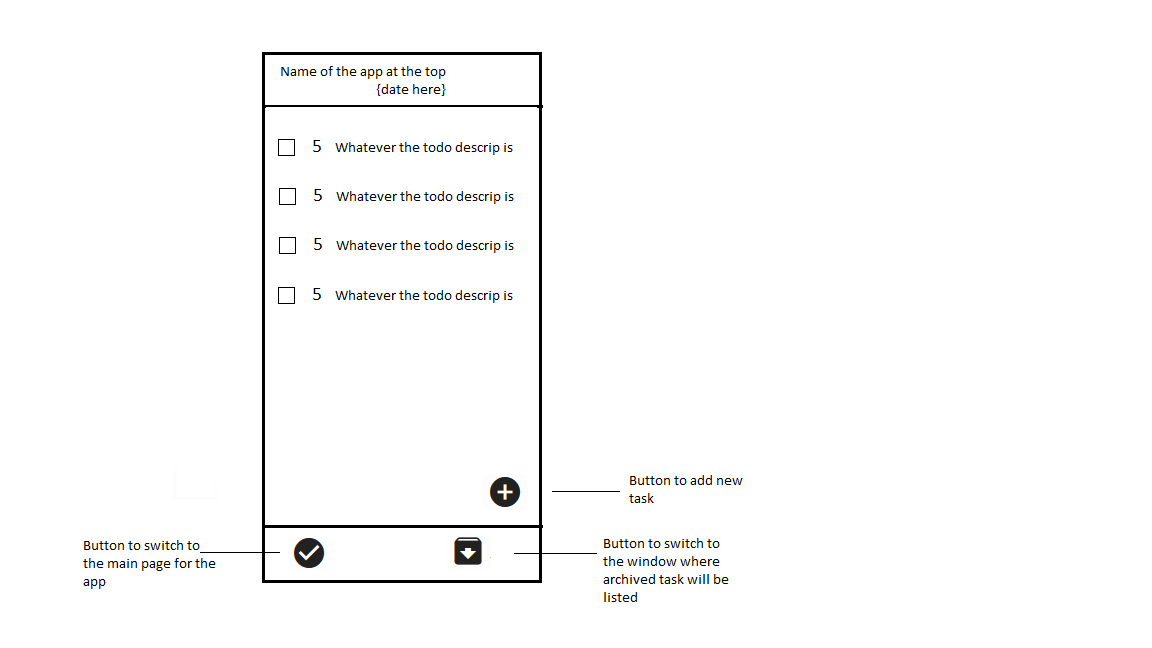 Name of the app at the top
{date here}
5 Whatever the todo descrip is
5 Whatever the todo descrip is
5 Whatever the todo descrip is
5 Whatever the todo descrip is
Button to add new
task
Button to switch to
the main page for the
app
Button to switch to
the window where
archived task will be
listed